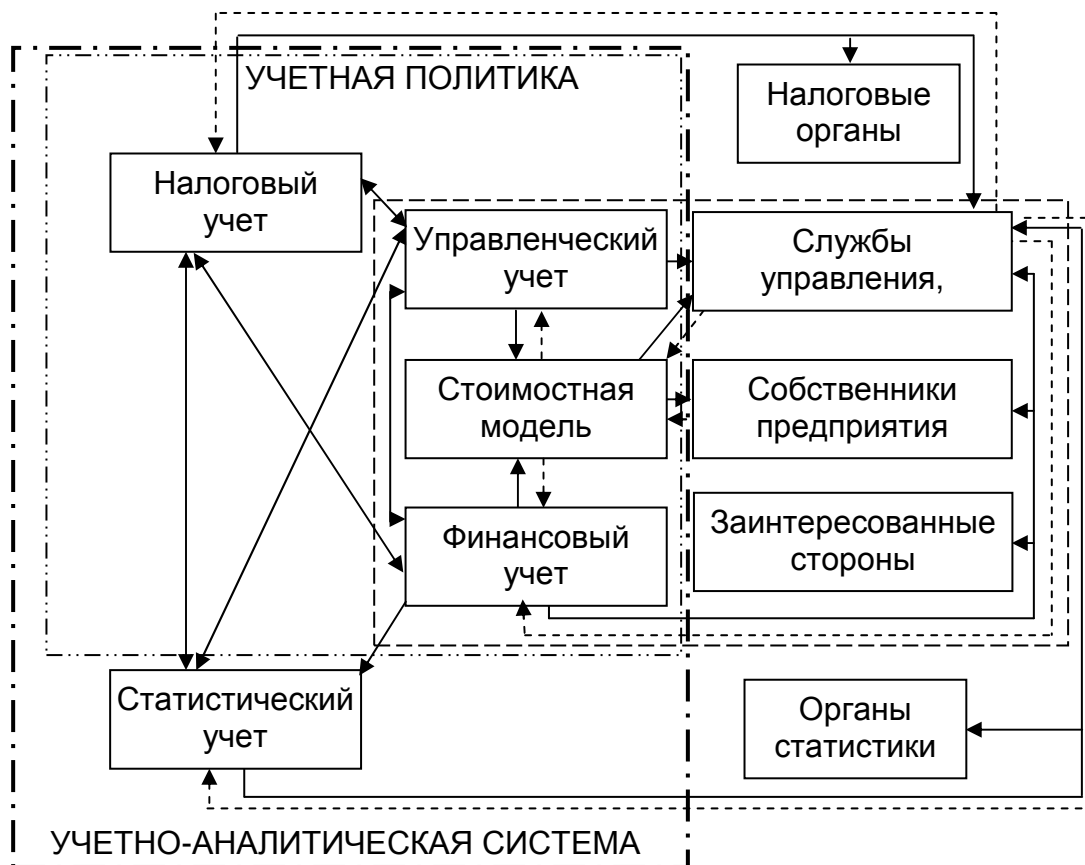 УЧЕТНАЯ ПОЛИТИКА
Налоговые
органы
Налоговый
учет
Управленческий
учет
Службы
управления,
Стоимостная
модель
Собственники
предприятия
Финансовый
учет
Заинтересованные
стороны
Статистический
учет
Органы
статистики
УЧЕТНО-АНАЛИТИЧЕСКАЯ СИСТЕМА